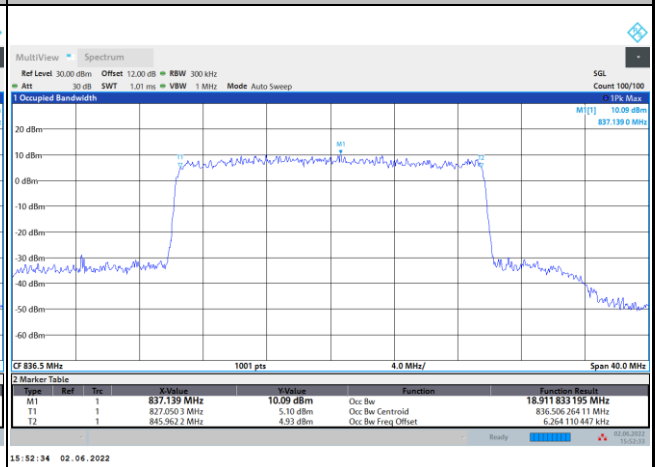 MultiView Spectrum
Ref Level 30.00 dBm Offset 12.00 dB RBW 300 kHz SGL
Att 30 dB SWT 1.01 ms VBW 1 MHz Mode Auto Sweep Count 100/100
1 Occupied Bandwidth 1Pk Max
M1[1] 10.09 dBm
837.139 0 MHz
20 dBm
M1
10 dBm
T1 T2
0 dBm
-10 dBm
-20 dBm
-30 dBm
-40 dBm
-50 dBm
-60 dBm
CF 836.5 MHz 1001 pts 4.0 MHz/ Span 40.0 MHz
2 Marker Table
Type Ref Trc X-Value Y-Value Function Function Result
M1 1 837.139 MHz 10.09 dBm Occ Bw 18.911 833 195 MHz
T1 1 827.050 3 MHz 5.10 dBm Occ Bw Centroid 836.506 264 11 MHz
T2 1 845.962 2 MHz 4.93 dBm Occ Bw Freq Offset 6.264 110 447 kHz
Ready 02.06.2022
15:52:33
15:52:34 02.06.2022